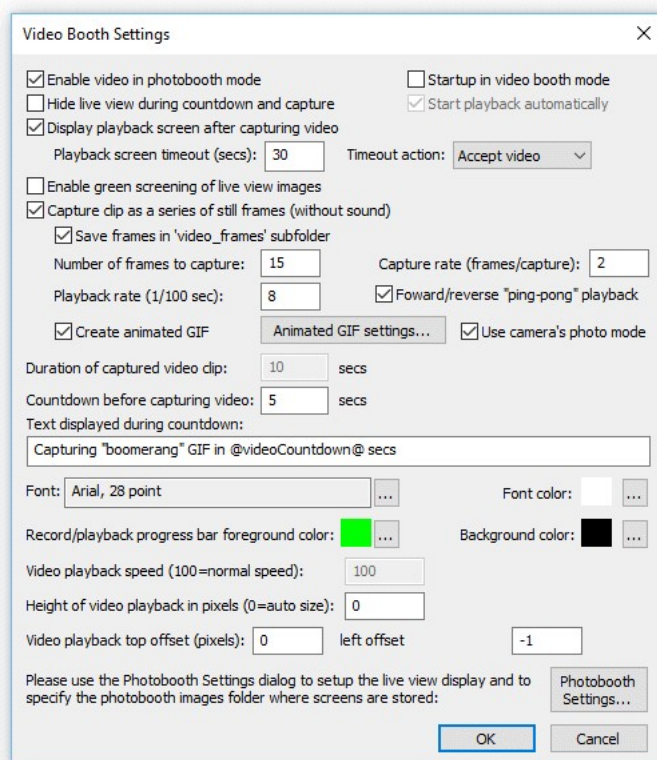 Video Booth Settings
Enable video in photobooth mode
Startup in video booth mode
Hide live view during countdown and capture
Start playback automatically
Display playback screen after capturing video
Playback screen timeout (secs): 30 Timeout action: Accept video
Enable green screening of live view images
Capture clip as a series of still frames (without sound)
Save frames in 'video_frames' subfolder
Number of frames to capture: 15 Capture rate (frames/capture): 2
Playback rate (1/100 sec): 8 Foward/reverse "ping-pong" playback
Create animated GIF Animated GIF settings... Use camera's photo mode
Duration of captured video clip: 10 secs
Countdown before capturing video: 5 secs
Text displayed during countdown:
Capturing "boomerang" GIF in @videoCountdown@ secs
Font: Arial, 28 point ... Font color: ...
Record/playback progress bar foreground color: ... Background color: ...
Video playback speed (100=normal speed): 100
Height of video playback in pixels (0=auto size): 0
Video playback top offset (pixels): 0 left offset -1
Please use the Photobooth Settings dialog to setup the live view display and to
specify the photobooth images folder where screens are stored:
Photobooth
Settings...
OK Cancel